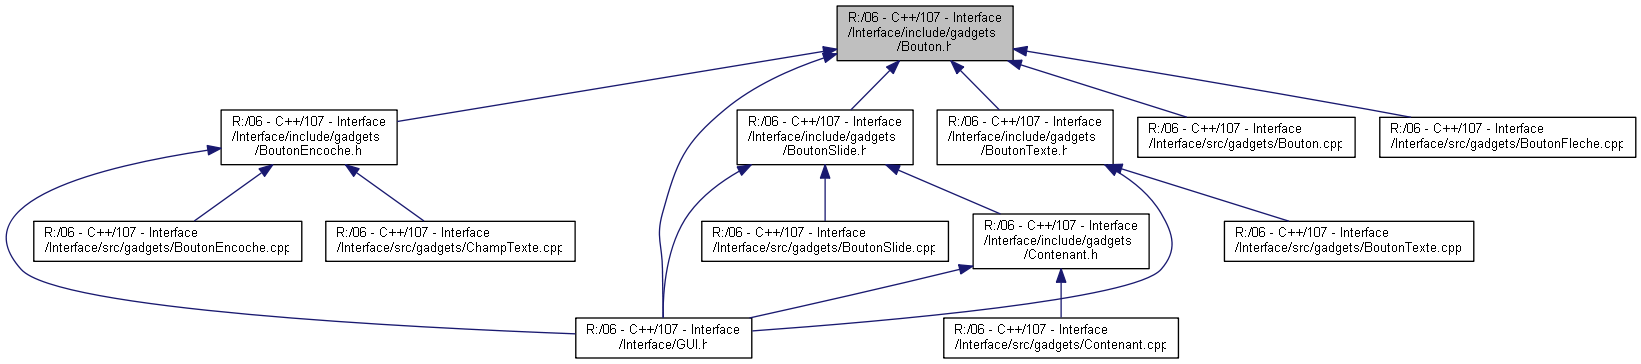 R:/06 - C++/107 - Interface
/Interface/include/gadgets
/Bouton.h
R:/06 - C++/107 - Interface
/Interface/include/gadgets
/BoutonEncoche.h
R:/06 - C++/107 - Interface
/Interface/include/gadgets
/BoutonSlide.h
R:/06 - C++/107 - Interface
/Interface/include/gadgets
/BoutonTexte.h
R:/06 - C++/107 - Interface
/Interface/src/gadgets/Bouton.cpp
R:/06 - C++/107 - Interface
/Interface/src/gadgets/BoutonFleche.cpp
R:/06 - C++/107 - Interface
/Interface/src/gadgets/BoutonEncoche.cpp
R:/06 - C++/107 - Interface
/Interface/src/gadgets/ChampTexte.cpp
R:/06 - C++/107 - Interface
/Interface/src/gadgets/BoutonSlide.cpp
R:/06 - C++/107 - Interface
/Interface/include/gadgets
/Contenant.h
R:/06 - C++/107 - Interface
/Interface/src/gadgets/BoutonTexte.cpp
R:/06 - C++/107 - Interface
/Interface/GUI.h
R:/06 - C++/107 - Interface
/Interface/src/gadgets/Contenant.cpp